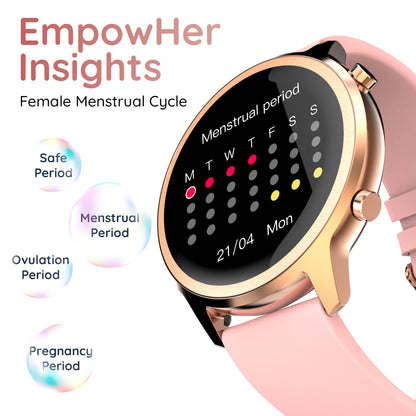 EmpowHer
Insights
Female Menstrual Cycle
Safe
Period
Menstrual
Period
Ovulation
Period
Pregnancy
Period
Menstrual period
M T W T F S S
21/04 Mon